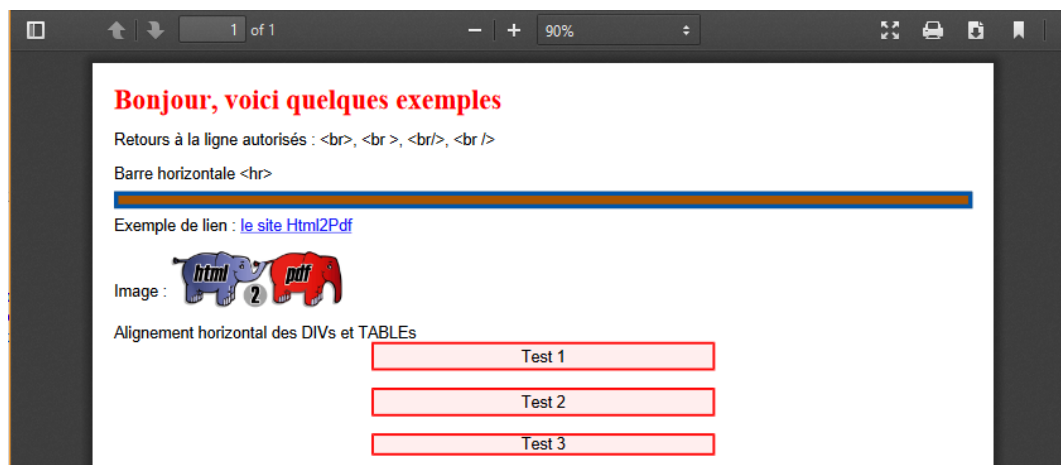 1 of 1
90%
Bonjour, voici quelques exemples
Retours à la ligne autorisés : <br>, <br >, <br/>, <br />
Barre horizontale <hr>
Exemple de lien : le site Html2Pdf
Image : html 2 pdf
Alignement horizontal des DIVs et TABLEs
Test 1
Test 2
Test 3